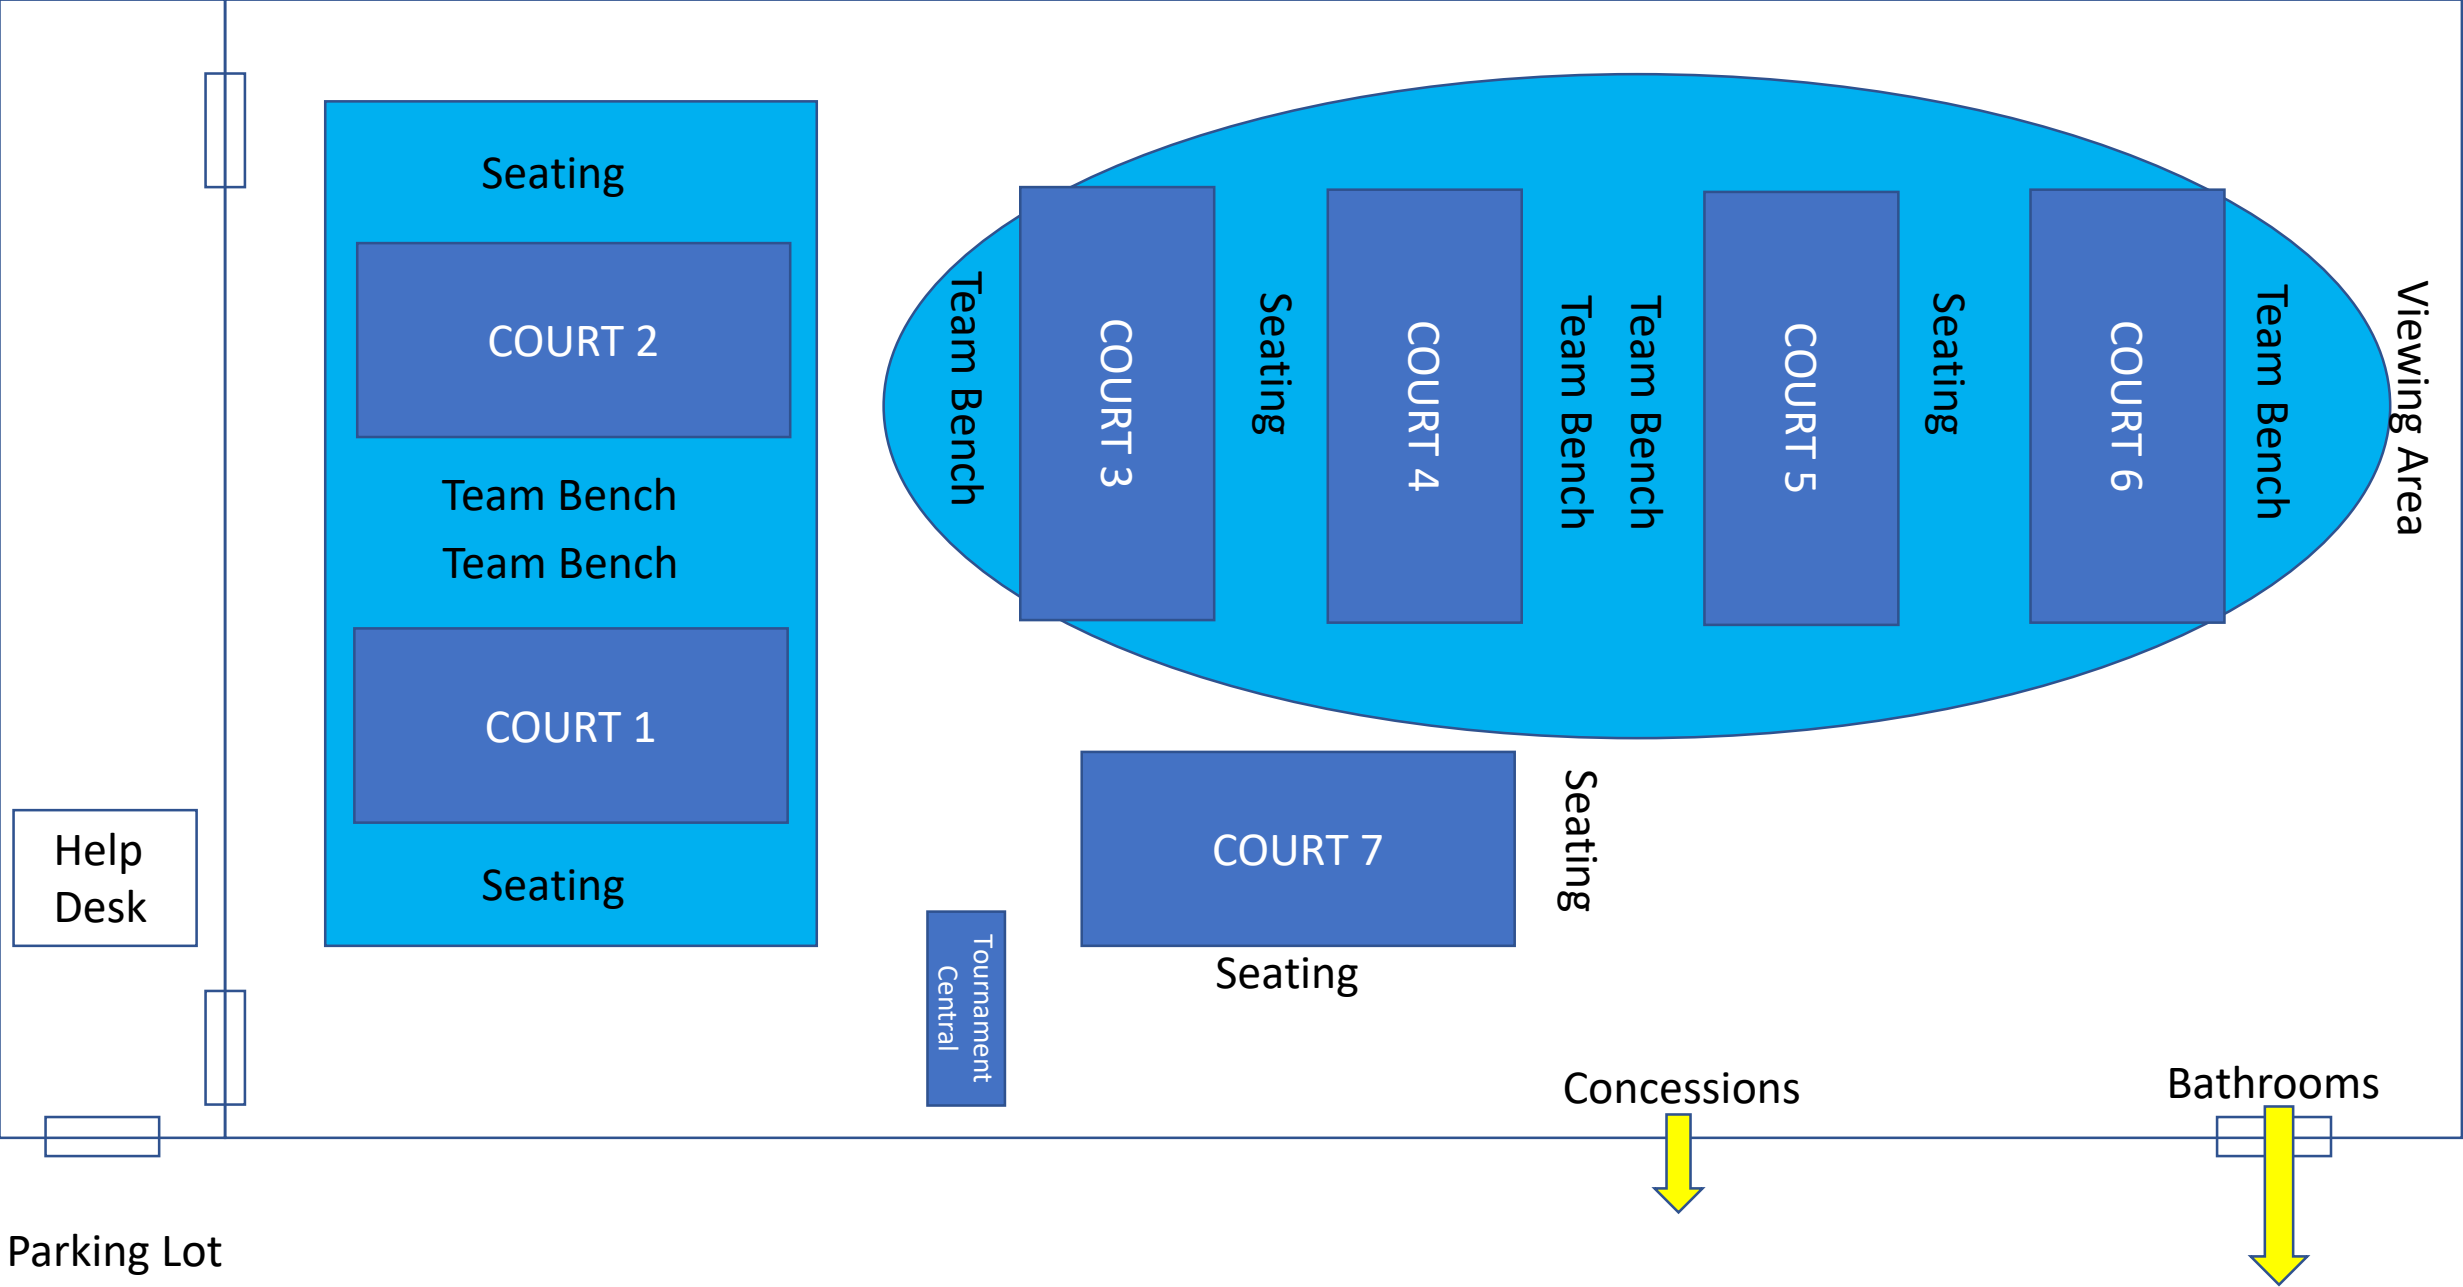 Seating
COURT 2
Team Bench
Team Bench
COURT 1
Seating
Help
Desk
Team Bench
COURT 3
Seating
COURT 4
Team Bench
Team Bench
COURT 5
Seating
COURT 6
Team Bench
Viewing Area
COURT 7
Seating
Seating
Tournament
Central
Concessions
Bathrooms
Parking Lot